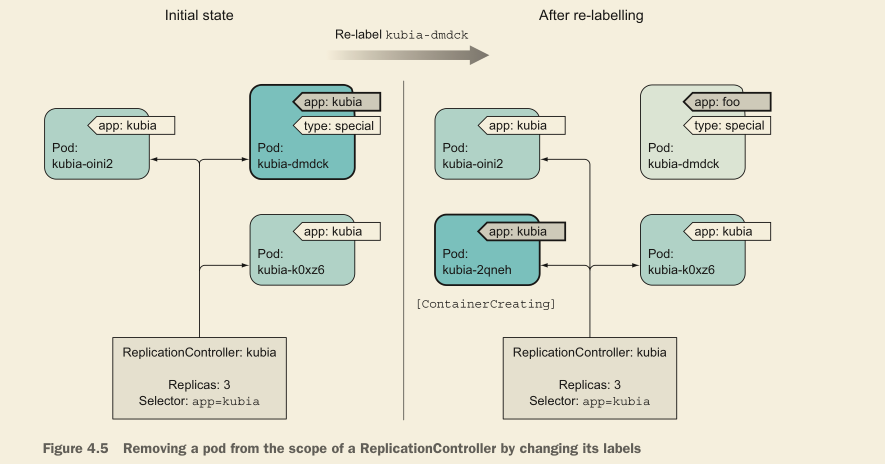 Initial state
After re-labelling
Re-label kubia-dmdck
app: kubia
type: special
Pod:
kubia-dmdck
app: kubia
Pod:
kubia-oini2
app: kubia
Pod:
kubia-k0xz6
ReplicationController: kubia
Replicas: 3
Selector: app=kubia
app: kubia
Pod:
kubia-oini2
app: foo
type: special
Pod:
kubia-dmdck
app: kubia
Pod:
kubia-2qneh
[ContainerCreating]
app: kubia
Pod:
kubia-k0xz6
ReplicationController: kubia
Replicas: 3
Selector: app=kubia
Figure 4.5 Removing a pod from the scope of a ReplicationController by changing its labels